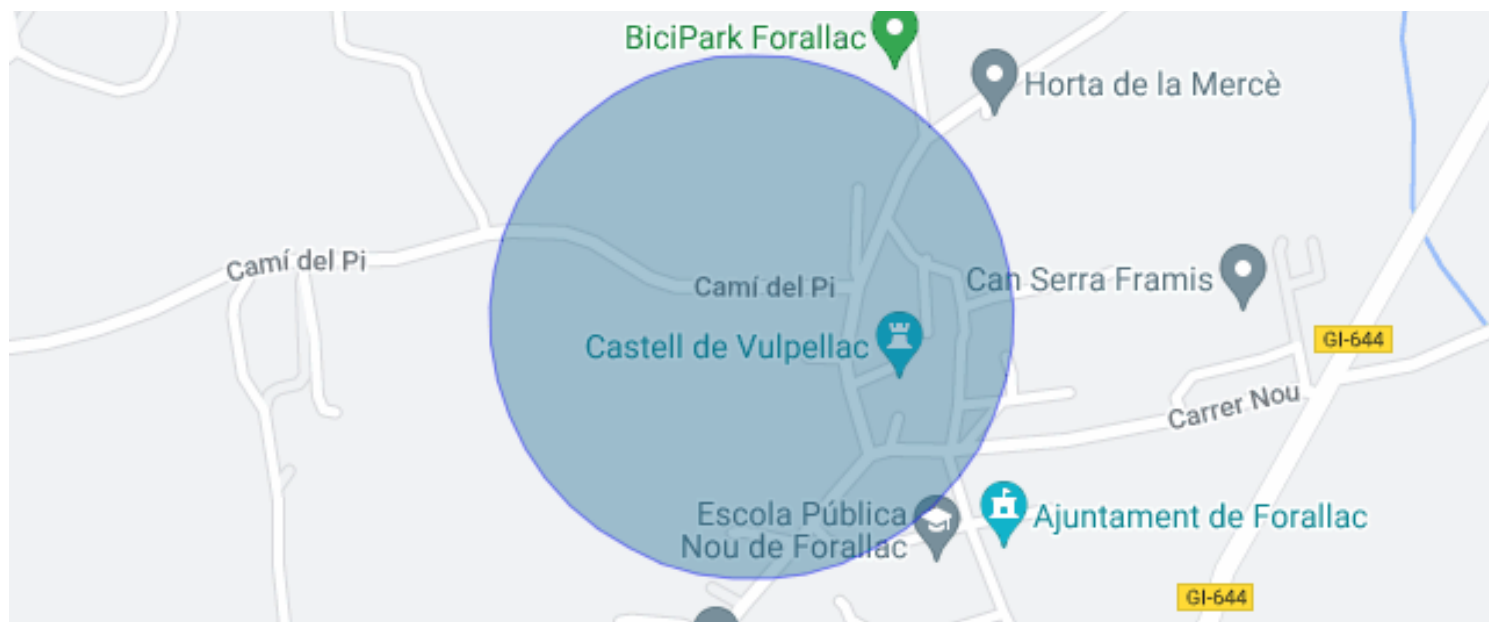 BiciPark Forallac
Horta de la Mercè
Camí del Pi
Camí del Pi
Can Serra Framis
Castell de Vulpellac
GI-644
Carrer Nou
Escola Pública
Nou de Forallac
Ajuntament de Forallac
GI-644